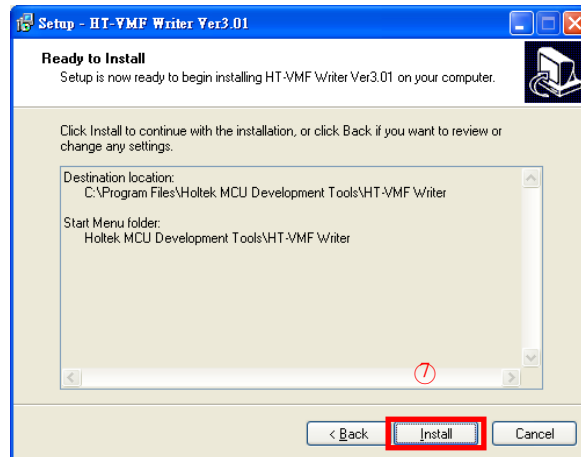 Setup - HT-VMF Writer Ver3.01
Ready to Install
Setup is now ready to begin installing HT-VMF Writer Ver3.01 on your computer.
Click Install to continue with the installation, or click Back if you want to review or
change any settings.
Destination location:
C:\Program Files\Holtek MCU Development Tools\HT-VMF Writer
Start Menu folder:
Holtek MCU Development Tools\HT-VMF Writer
7
< Back Install Cancel